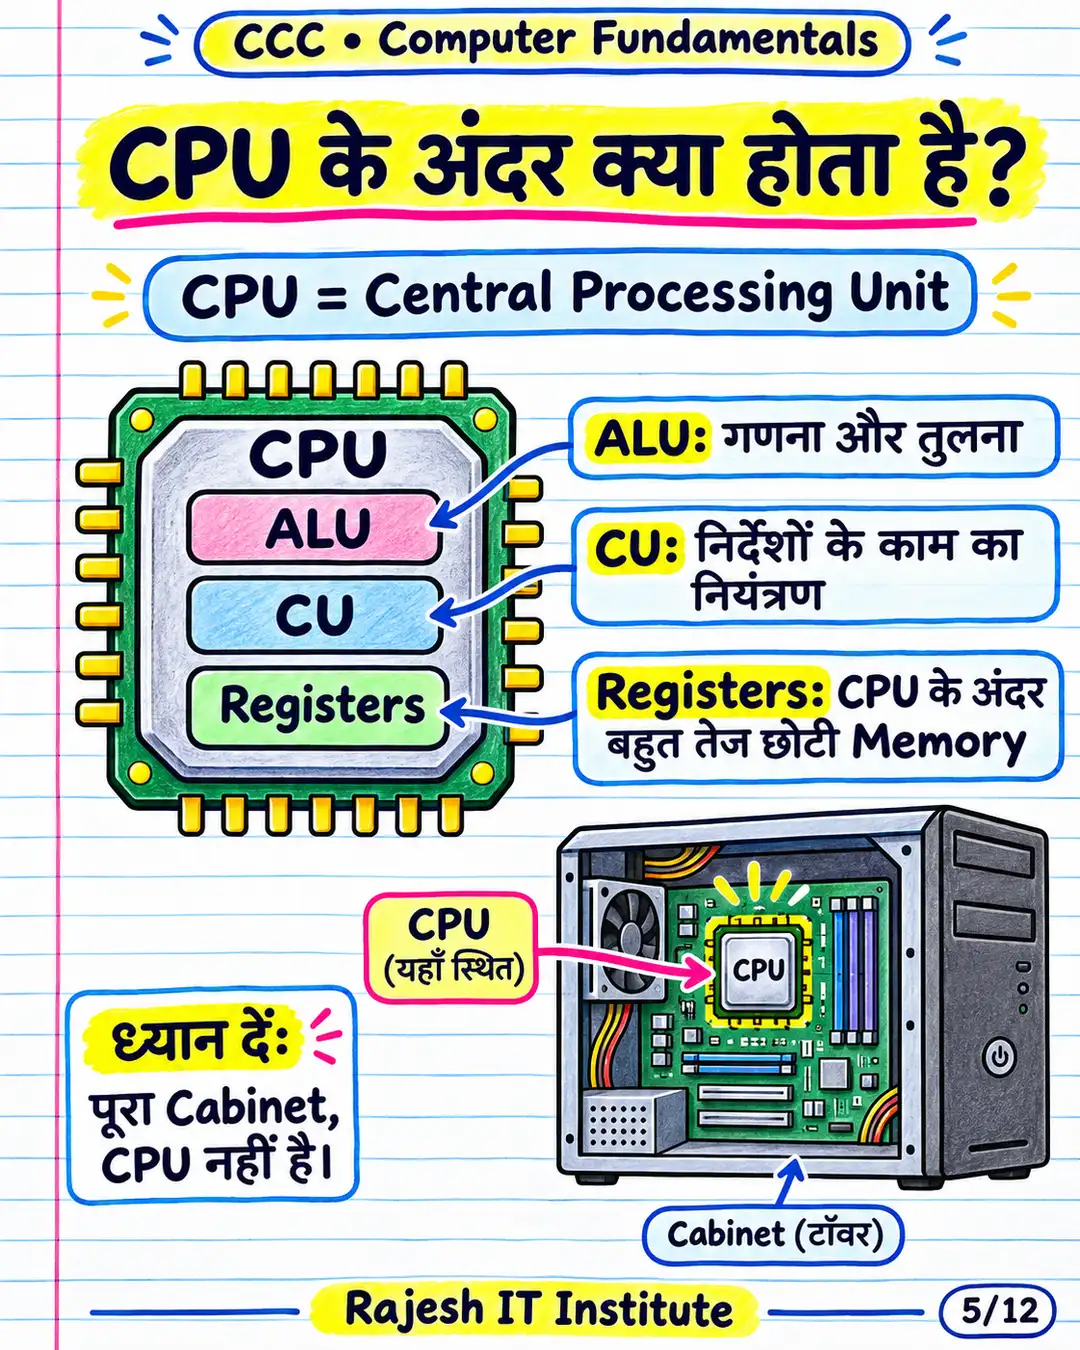 CCC • Computer Fundamentals
CPU के अंदर क्या होता है?
CPU = Central Processing Unit
CPU
ALU
CU
Registers
ALU: गणना और तुलना
CU: निर्देशों के काम का
नियंत्रण
Registers: CPU के अंदर
बहुत तेज छोटी Memory
CPU
(यहाँ स्थित)
CPU
ध्यान दें:
पूरा Cabinet,
CPU नहीं है।
Cabinet (टॉवर)
Rajesh IT Institute
5/12